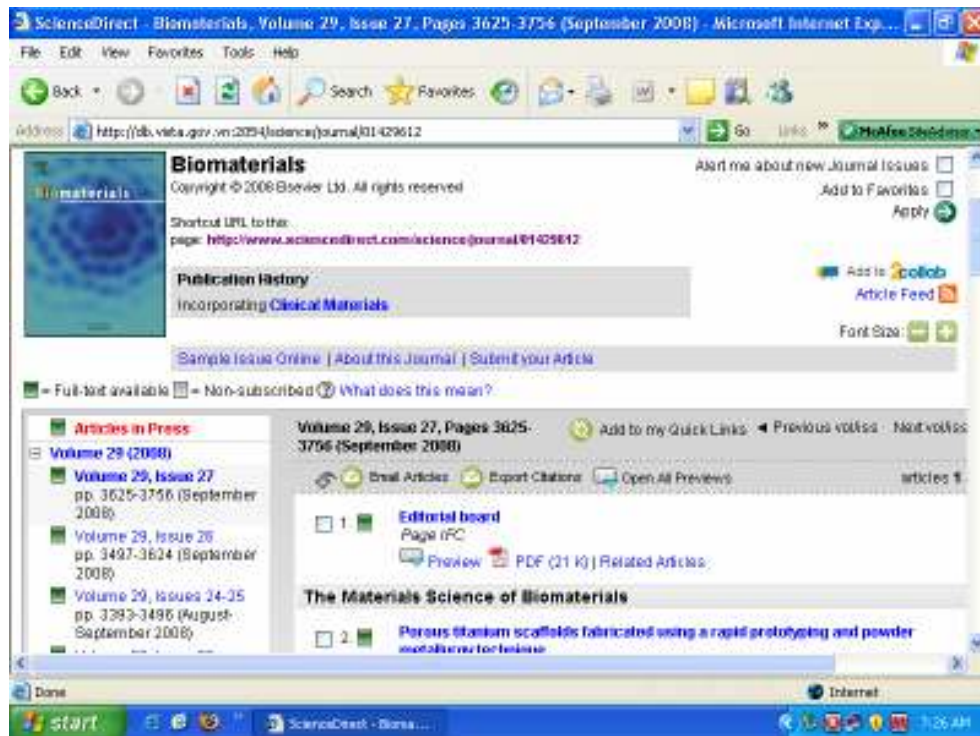 ScienceDirect - Biomaterials, Volume 29, Issue 27, Pages 3625-3756 (September 2008) - Microsoft Internet Exp...
File Edit View Favorites Tools Help
Back Search Favorites
Address http://db.vista.gov.vn:2054/science/journal/01429612 Go Links » McAfee SiteAdvisor
Biomaterials
Biomaterials
Copyright © 2008 Elsevier Ltd. All rights reserved
Shortcut URL to this
page: http://www.sciencedirect.com/science/journal/01429612
Alert me about new Journal Issues
Add to Favorites
Apply
Publication History
Incorporating Clinical Materials
Add to 2collab
Article Feed
Font Size:
Sample Issue Online | About this Journal | Submit your Article
= Full-text available = Non-subscribed What does this mean?
Articles in Press
Volume 29 (2008)
Volume 29, Issue 27
pp. 3625-3756 (September
2008)
Volume 29, Issue 26
pp. 3497-3624 (September
2008)
Volume 29, Issues 24-25
pp. 3393-3496 (August-
September 2008)
Volume 29, Issue 27, Pages 3625-
3756 (September 2008)
Add to my Quick Links ◄ Previous vol/iss Next vol/iss
Email Articles Export Citations Open All Previews articles 1
1. Editorial board
Page IFC
Preview PDF (21 K) | Related Articles
The Materials Science of Biomaterials
2. Porous titanium scaffolds fabricated using a rapid prototyping and powder
metallurgy technique
Done Internet
start ScienceDirect - Bioma... 7:26 AM